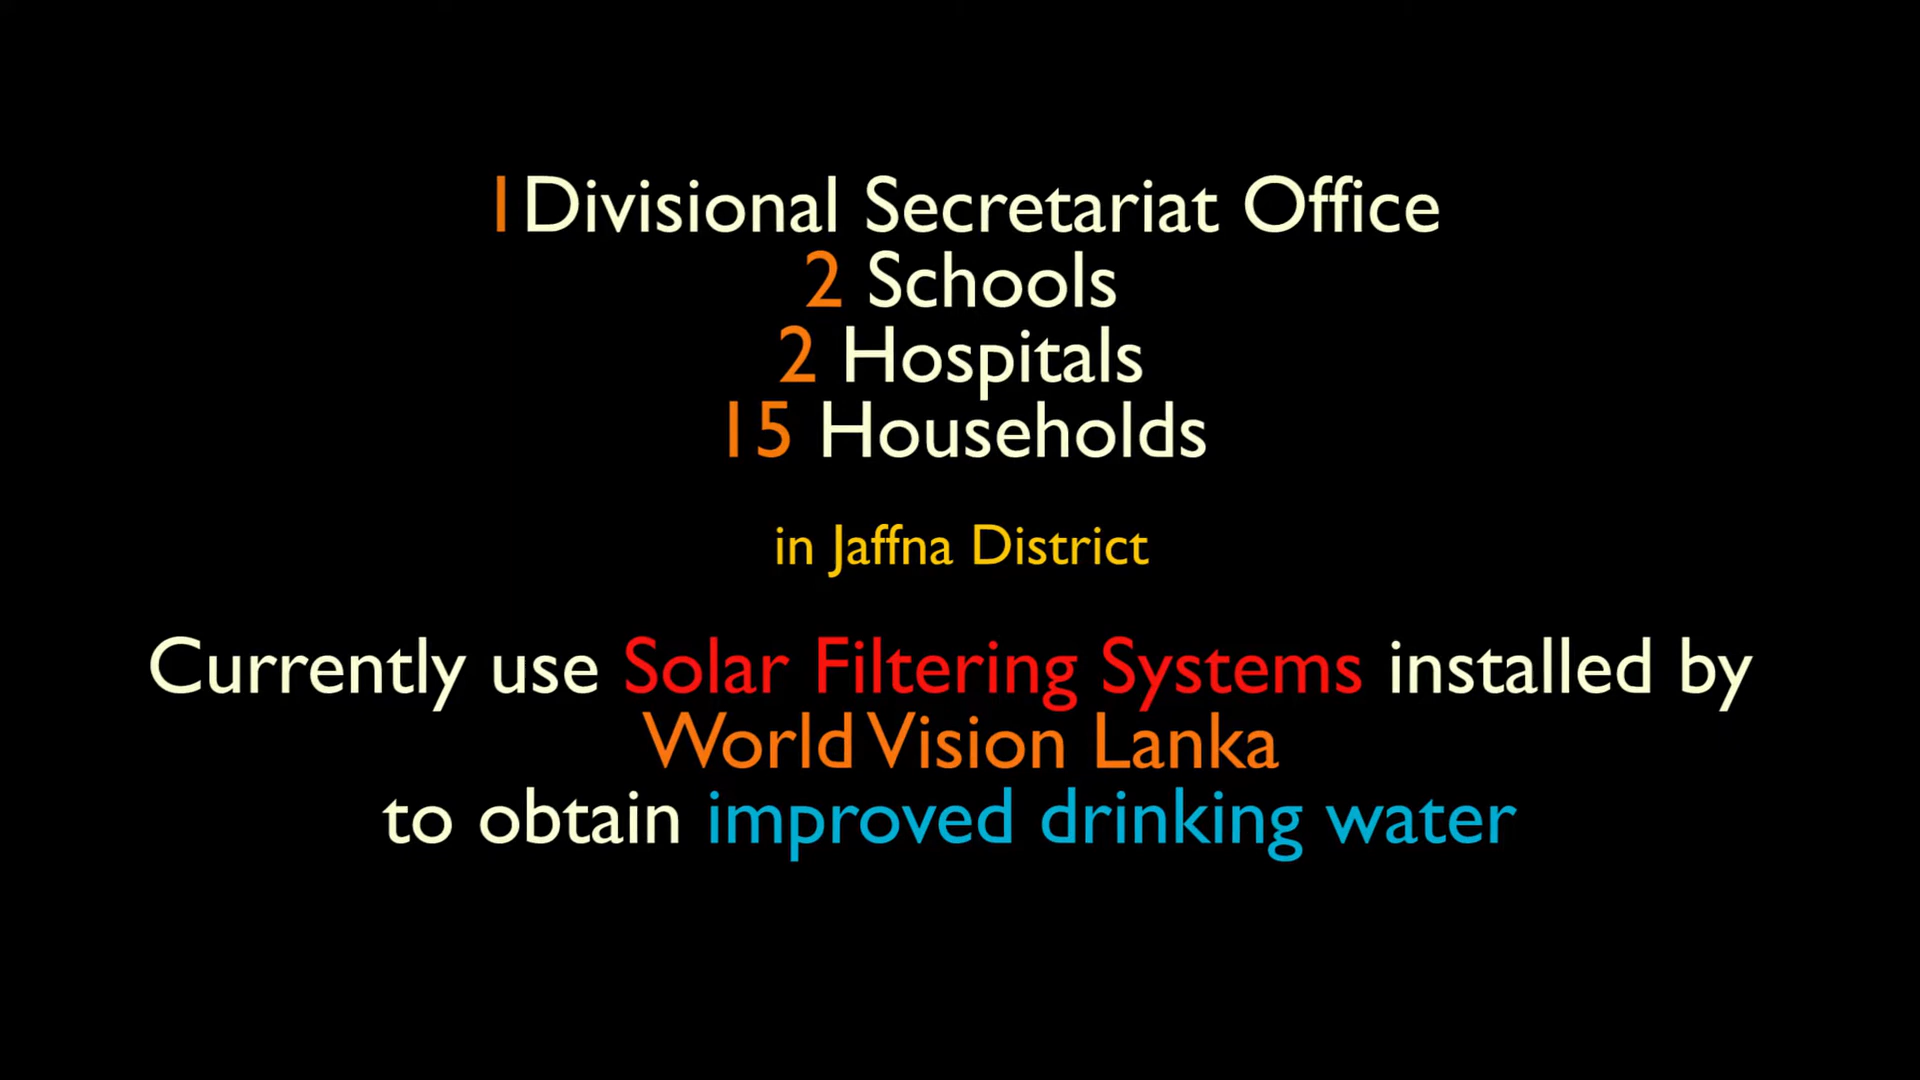 1 Divisional Secretariat Office
2 Schools
2 Hospitals
15 Households
in Jaffna District
Currently use Solar Filtering Systems installed by
World Vision Lanka
to obtain improved drinking water